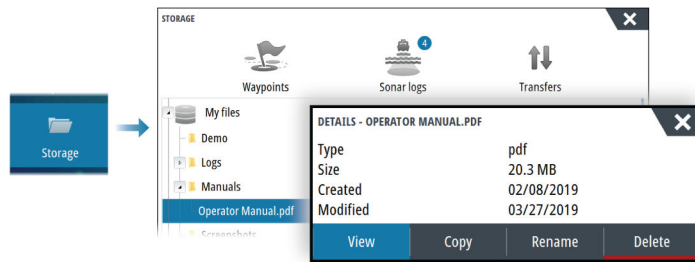 Storage
STORAGE
4
Waypoints Sonar logs Transfers
My files
Demo
Logs
Manuals
Operator Manual.pdf
Screenshots
DETAILS - OPERATOR MANUAL.PDF
Type pdf
Size 20.3 MB
Created 02/08/2019
Modified 03/27/2019
View Copy Rename Delete